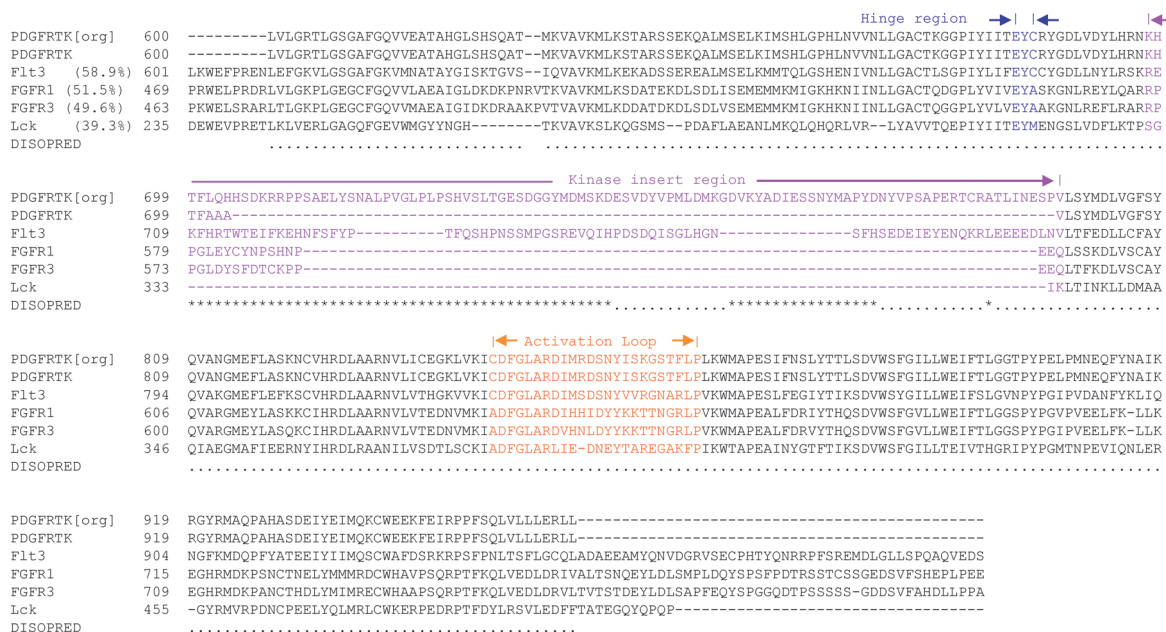 Hinge region
PDGFRTK[org] 600 ---------LVLGRTLGSGAFGQVVEATAHGLSHSQAT--MKVAVKMLKSTARSSEKQALMSELKIMSHLGPHLNVVNLLGACTKGGPIYIITEYCRYGDLVDYLHRNKH
PDGFRTK 600 ---------LVLGRTLGSGAFGQVVEATAHGLSHSQAT--MKVAVKMLKSTARSSEKQALMSELKIMSHLGPHLNVVNLLGACTKGGPIYIITEYCRYGDLVDYLHRNKH
Flt3 (58.9%) 601 LKWEFPRENLEFGKVLGSGAFGKVMNATAYGISKTGVS--IQVAVKMLKEKADSSEREALMSELKMMTQLGSHENIVNLLGACTLSGPIYLIFEYCCYGDLLNYLRSKRE
FGFR1 (51.5%) 469 PRWELPRDRLVLGKPLGEGCFGQVVLAEAIGLDKDKPNRVTKVAVKMLKSDATEKDLSDLISEMEMMKMIGKHKNIINLLGACTQDGPLYVIVEYASKGNLREYLQARRP
FGFR3 (49.6%) 463 PKWELSRARLTLGKPLGEGCFGQVVMAEAIGIDKDRAAKPVTVAVKMLKDDATDKDLSDLVSEMEMMKMIGKHKNIINLLGACTQGGPLYVLVEYAAKGNLREFLRARRP
Lck (39.3%) 235 DEWEVPRETLKLVERLGAGQFGEVWMGYYNGH--------TKVAVKSLKQGSMS--PDAFLAEANLMKQLQHQRLVR--LYAVVTQEPIYIITEYMENGSLVDFLKTPSG
DISOPRED
Kinase insert region
PDGFRTK[org] 699 TFLQHHSDKRRPPSAELYSNALPVGLPLPSHVSLTGESDGGYMDMSKDESVDYVPMLDMKGDVKYADIESSNYMAPYDNYVPSAPERTCRATLINESPVLSYMDLVGFSY
PDGFRTK 699 TFAAA------------------------------------------------------------------------------------------------VLSYMDLVGFSY
Flt3 709 KFHRTWTEIFKEHNFSFYP----------TFQSHPNSSMPGSREVQIHPDSDQISGLHGN--------------SFHSEDEIEYENQKRLEEEEDLNVLTFEDLLCFAY
FGFR1 579 PGLEYCYNPSHNP--------------------------------------------------------------------------------------EEQLSSKDLVSCAY
FGFR3 573 PGLDYSFDTCKPP--------------------------------------------------------------------------------------EEQLTFKDLVSCAY
Lck 333 ---------------------------------------------------------------------------------------------------IKLTINKLLDMAA
DISOPRED
Activation Loop
PDGFRTK[org] 809 QVANGMEFLASKNCVHRDLAARNVLICEGKLVKICDFGLARDIMRDSNYISKGSTFLPLKWMAPESIFNSLYTTLSDVWSFGILLWEIFTLGGTPYPELPMNEQFYNAIK
PDGFRTK 809 QVANGMEFLASKNCVHRDLAARNVLICEGKLVKICDFGLARDIMRDSNYISKGSTFLPLKWMAPESIFNSLYTTLSDVWSFGILLWEIFTLGGTPYPELPMNEQFYNAIK
Flt3 794 QVAKGMEFLEFKSCVHRDLAARNVLVTHGKVVKICDFGLARDIMSDSNYVVRGNARLPVKWMAPESLFEGIYTIKSDVWSYGILLWEIFSLGVNPYPGIPVDANFYKLIQ
FGFR1 606 QVARGMEYLASKKCIHRDLAARNVLVTEDNVMKIADFGLARDIHHIDYYKKTTNGRLPVKWMAPEALFDRIYTHQSDVWSFGVLLWEIFTLGGSPYPGVPVEELFK-LLK
FGFR3 600 QVARGMEYLASQKCIHRDLAARNVLVTEDNVMKIADFGLARDVHNLDYYKKTTNGRLPVKWMAPEALFDRVYTHQSDVWSFGVLLWEIFTLGGSPYPGIPVEELFK-LLK
Lck 346 QIAEGMAFIEERNYIHRDLRAANILVSDTLSCKIADFGLARLIE-DNEYTAREGAKFPIKWTAPEAINYGTFTIKSDVWSFGILLTEIVTHGRIPYPGMTNPEVIQNLER
DISOPRED
PDGFRTK[org] 919 RGYRMAQPAHASDEIYEIMQKCWEEKFEIRPPFSQLVLLLERLL------------------------------------------------
PDGFRTK 919 RGYRMAQPAHASDEIYEIMQKCWEEKFEIRPPFSQLVLLLERLL------------------------------------------------
Flt3 904 NGFKMDQPFYATEEIYIIMQSCWAFDSRKRPSFPNLTSFLGCQLADAEEAMYQNVDGRVSECPHTYQNRRPFSREMDLGLLSPQAQVEDS
FGFR1 715 EGHRMDKPSNCTNELYMMMRDCWHAVPSQRPTFKQLVEDLDRIVALTSNQEYLDLSMPLDQYSPSFPDTRSSTCSSGEDSVFSHEPLPEE
FGFR3 709 EGHRMDKPANCTHDLYMIMRECWHAAPSQRPTFKQLVEDLDRVLTVTSTDEYLDLSAPFEQYSPGGQDTPSSSSS-GDDSVFAHDLLPPA
Lck 455 -GYRMVRPDNCPEELYQLMRLCWKERPEDRPTFDYLRSVLEDFFTATEGQYQPQP-----------------------------------
DISOPRED